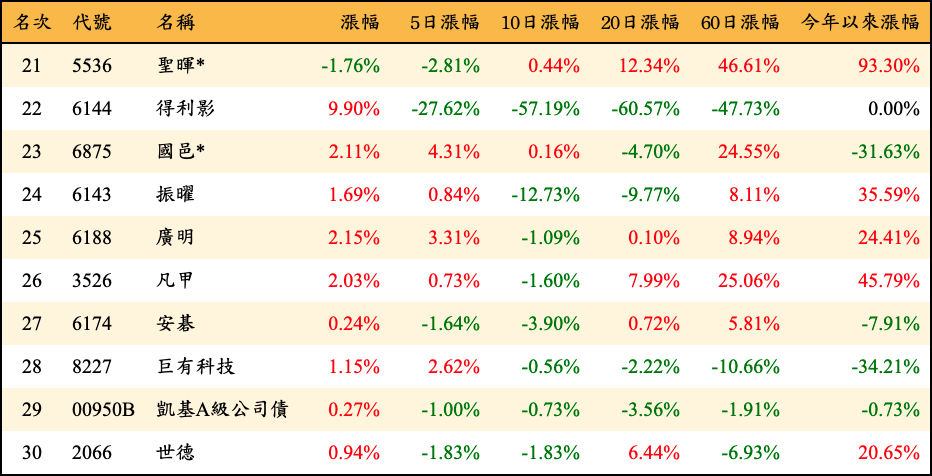 名次 代號 名稱 漲幅 5日漲幅 10日漲幅 20日漲幅 60日漲幅 今年以來漲幅
21 5536 聖暉* -1.76% -2.81% 0.44% 12.34% 46.61% 93.30%
22 6144 得利影 9.90% -27.62% -57.19% -60.57% -47.73% 0.00%
23 6875 國邑* 2.11% 4.31% 0.16% -4.70% 24.55% -31.63%
24 6143 振曜 1.69% 0.84% -12.73% -9.77% 8.11% 35.59%
25 6188 廣明 2.15% 3.31% -1.09% 0.10% 8.94% 24.41%
26 3526 凡甲 2.03% 0.73% -1.60% 7.99% 25.06% 45.79%
27 6174 安碁 0.24% -1.64% -3.90% 0.72% 5.81% -7.91%
28 8227 巨有科技 1.15% 2.62% -0.56% -2.22% -10.66% -34.21%
29 00950B 凱基A級公司債 0.27% -1.00% -0.73% -3.56% -1.91% -0.73%
30 2066 世德 0.94% -1.83% -1.83% 6.44% -6.93% 20.65%